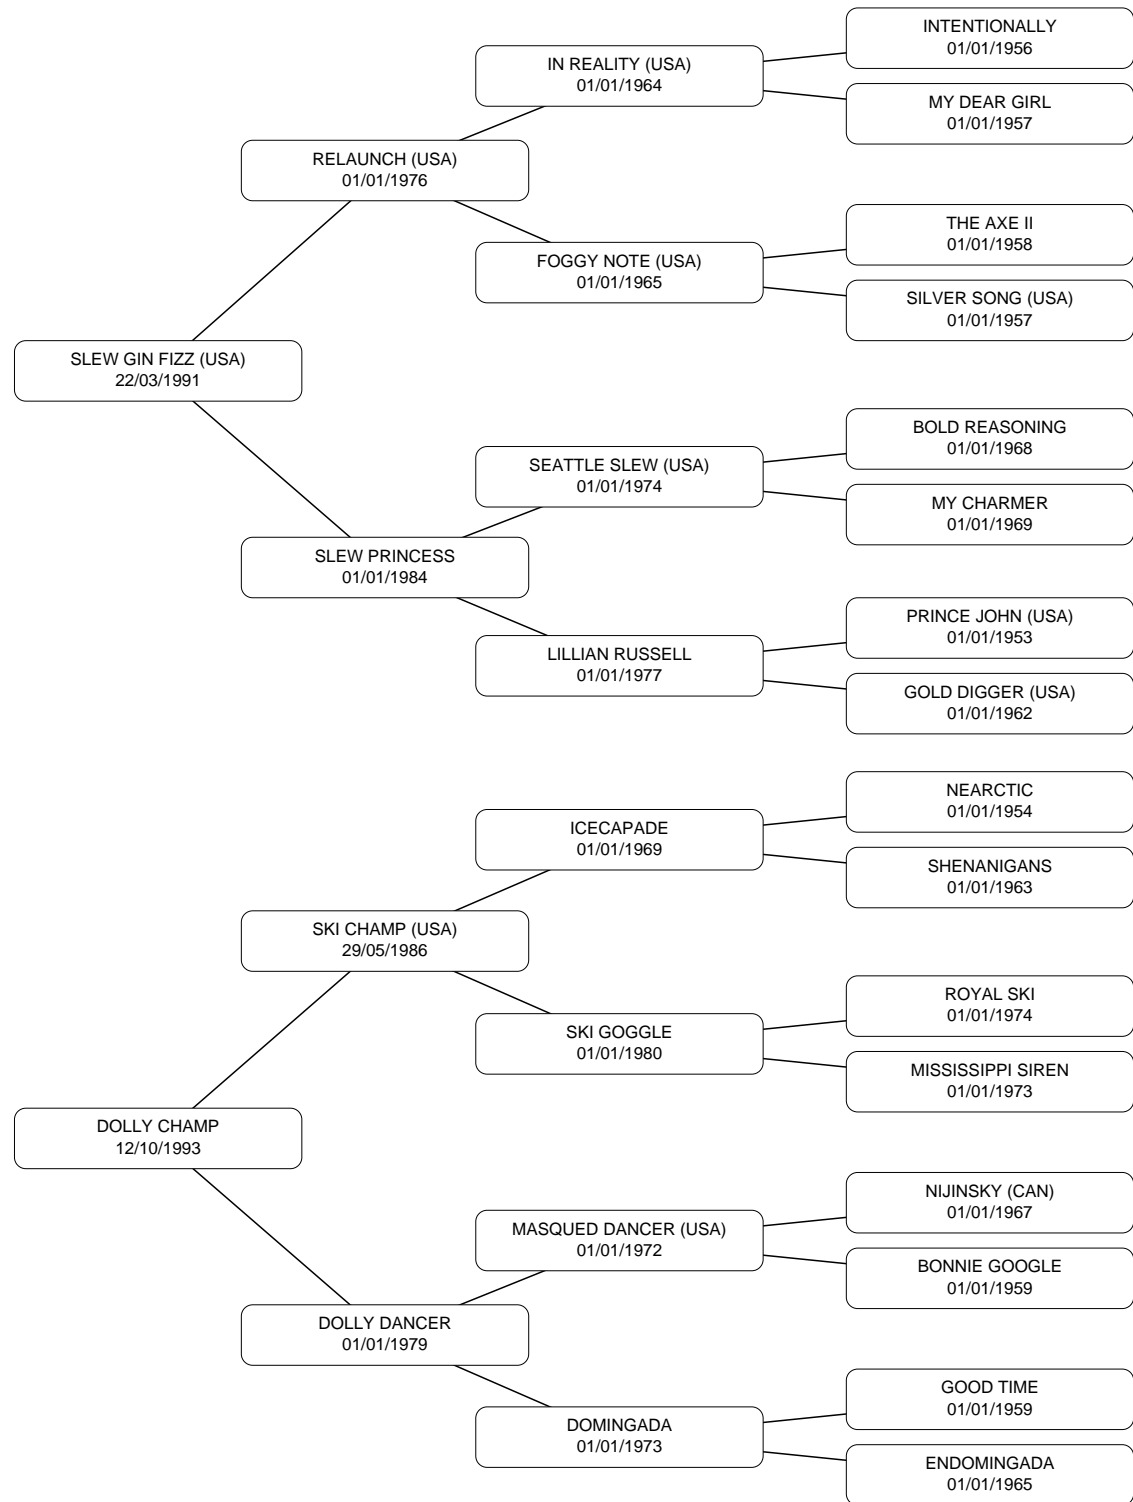 INTENTIONALLY
01/01/1956
IN REALITY (USA)
01/01/1964
MY DEAR GIRL
01/01/1957
RELAUNCH (USA)
01/01/1976
THE AXE II
01/01/1958
FOGGY NOTE (USA)
01/01/1965
SILVER SONG (USA)
01/01/1957
SLEW GIN FIZZ (USA)
22/03/1991
BOLD REASONING
01/01/1968
SEATTLE SLEW (USA)
01/01/1974
MY CHARMER
01/01/1969
SLEW PRINCESS
01/01/1984
PRINCE JOHN (USA)
01/01/1953
LILLIAN RUSSELL
01/01/1977
GOLD DIGGER (USA)
01/01/1962
NEARCTIC
01/01/1954
ICECAPADE
01/01/1969
SHENANIGANS
01/01/1963
SKI CHAMP (USA)
29/05/1986
ROYAL SKI
01/01/1974
SKI GOGGLE
01/01/1980
MISSISSIPPI SIREN
01/01/1973
DOLLY CHAMP
12/10/1993
NIJINSKY (CAN)
01/01/1967
MASQUED DANCER (USA)
01/01/1972
BONNIE GOOGLE
01/01/1959
DOLLY DANCER
01/01/1979
GOOD TIME
01/01/1959
DOMINGADA
01/01/1973
ENDOMINGADA
01/01/1965